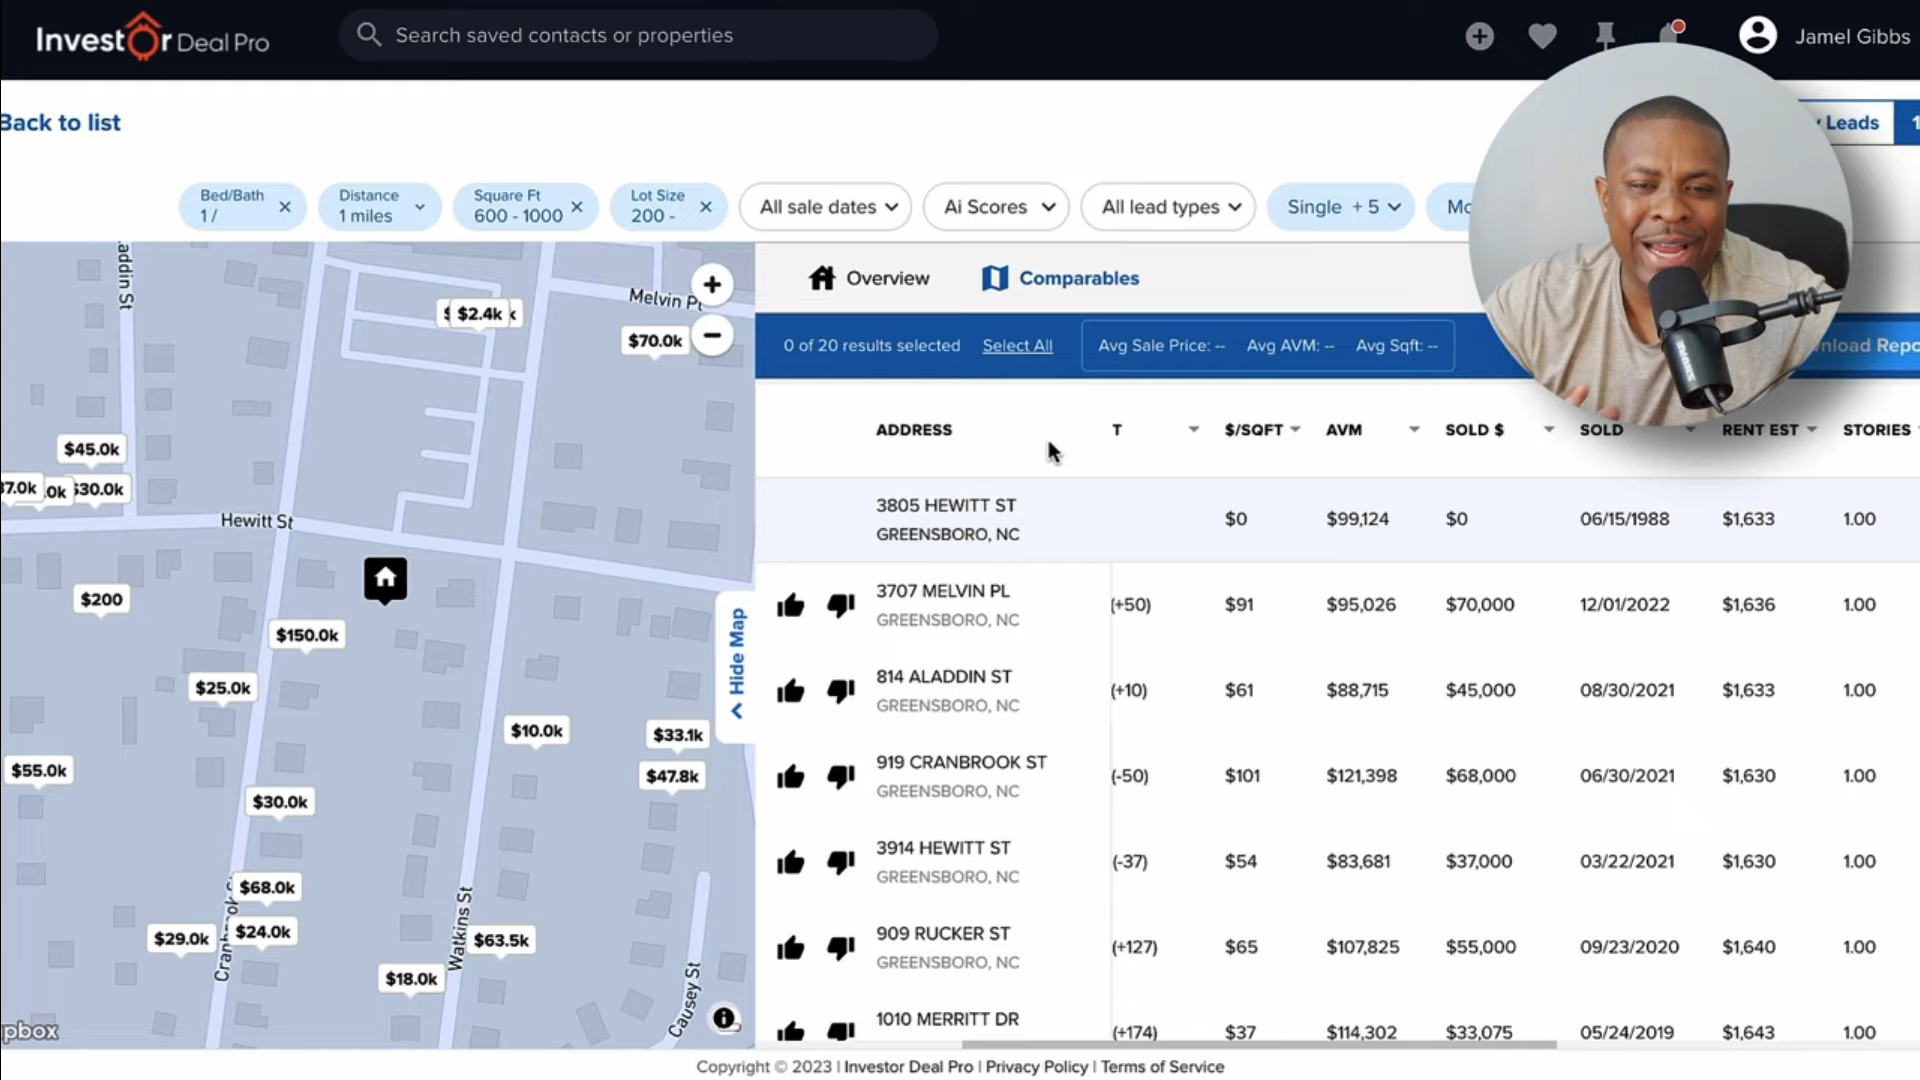 Investor Deal Pro
Search saved contacts or properties
Jamel Gibbs
Back to list
Leads
Bed/Bath
1 /
Distance
1 miles
Square Ft
600 - 1000
Lot Size
200 -
All sale dates
Ai Scores
All lead types
Single + 5
Overview
Comparables
0 of 20 results selected
Select All
Avg Sale Price: --
Avg AVM: --
Avg Sqft: --
ADDRESS T $/SQFT AVM SOLD $ SOLD RENT EST STORIES
3805 HEWITT ST
GREENSBORO, NC
$0 $99,124 $0 06/15/1988 $1,633 1.00
3707 MELVIN PL
GREENSBORO, NC
(+50) $91 $95,026 $70,000 12/01/2022 $1,636 1.00
814 ALADDIN ST
GREENSBORO, NC
(+10) $61 $88,715 $45,000 08/30/2021 $1,633 1.00
919 CRANBROOK ST
GREENSBORO, NC
(-50) $101 $121,398 $68,000 06/30/2021 $1,630 1.00
3914 HEWITT ST
GREENSBORO, NC
(-37) $54 $83,681 $37,000 03/22/2021 $1,630 1.00
909 RUCKER ST
GREENSBORO, NC
(+127) $65 $107,825 $55,000 09/23/2020 $1,640 1.00
1010 MERRITT DR
(+174) $37 $114,302 $33,075 05/24/2019 $1,643 1.00
Hide Map
addin St
$2.4k
Melvin Pl
$70.0k
$45.0k
37.0k
0k
$30.0k
Hewitt St
$200
$150.0k
$25.0k
$10.0k
$33.1k
$55.0k
$47.8k
$30.0k
$68.0k
$24.0k
$29.0k
$63.5k
$18.0k
Watkins St
Causey St
pbox
SHURE
Copyright © 2023 | Investor Deal Pro | Privacy Policy | Terms of Service